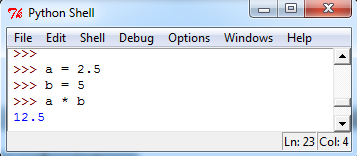 Python Shell
File Edit Shell Debug Options Windows Help
>>>
>>> a = 2.5
>>> b = 5
>>> a * b
12.5
Ln: 23 Col: 4